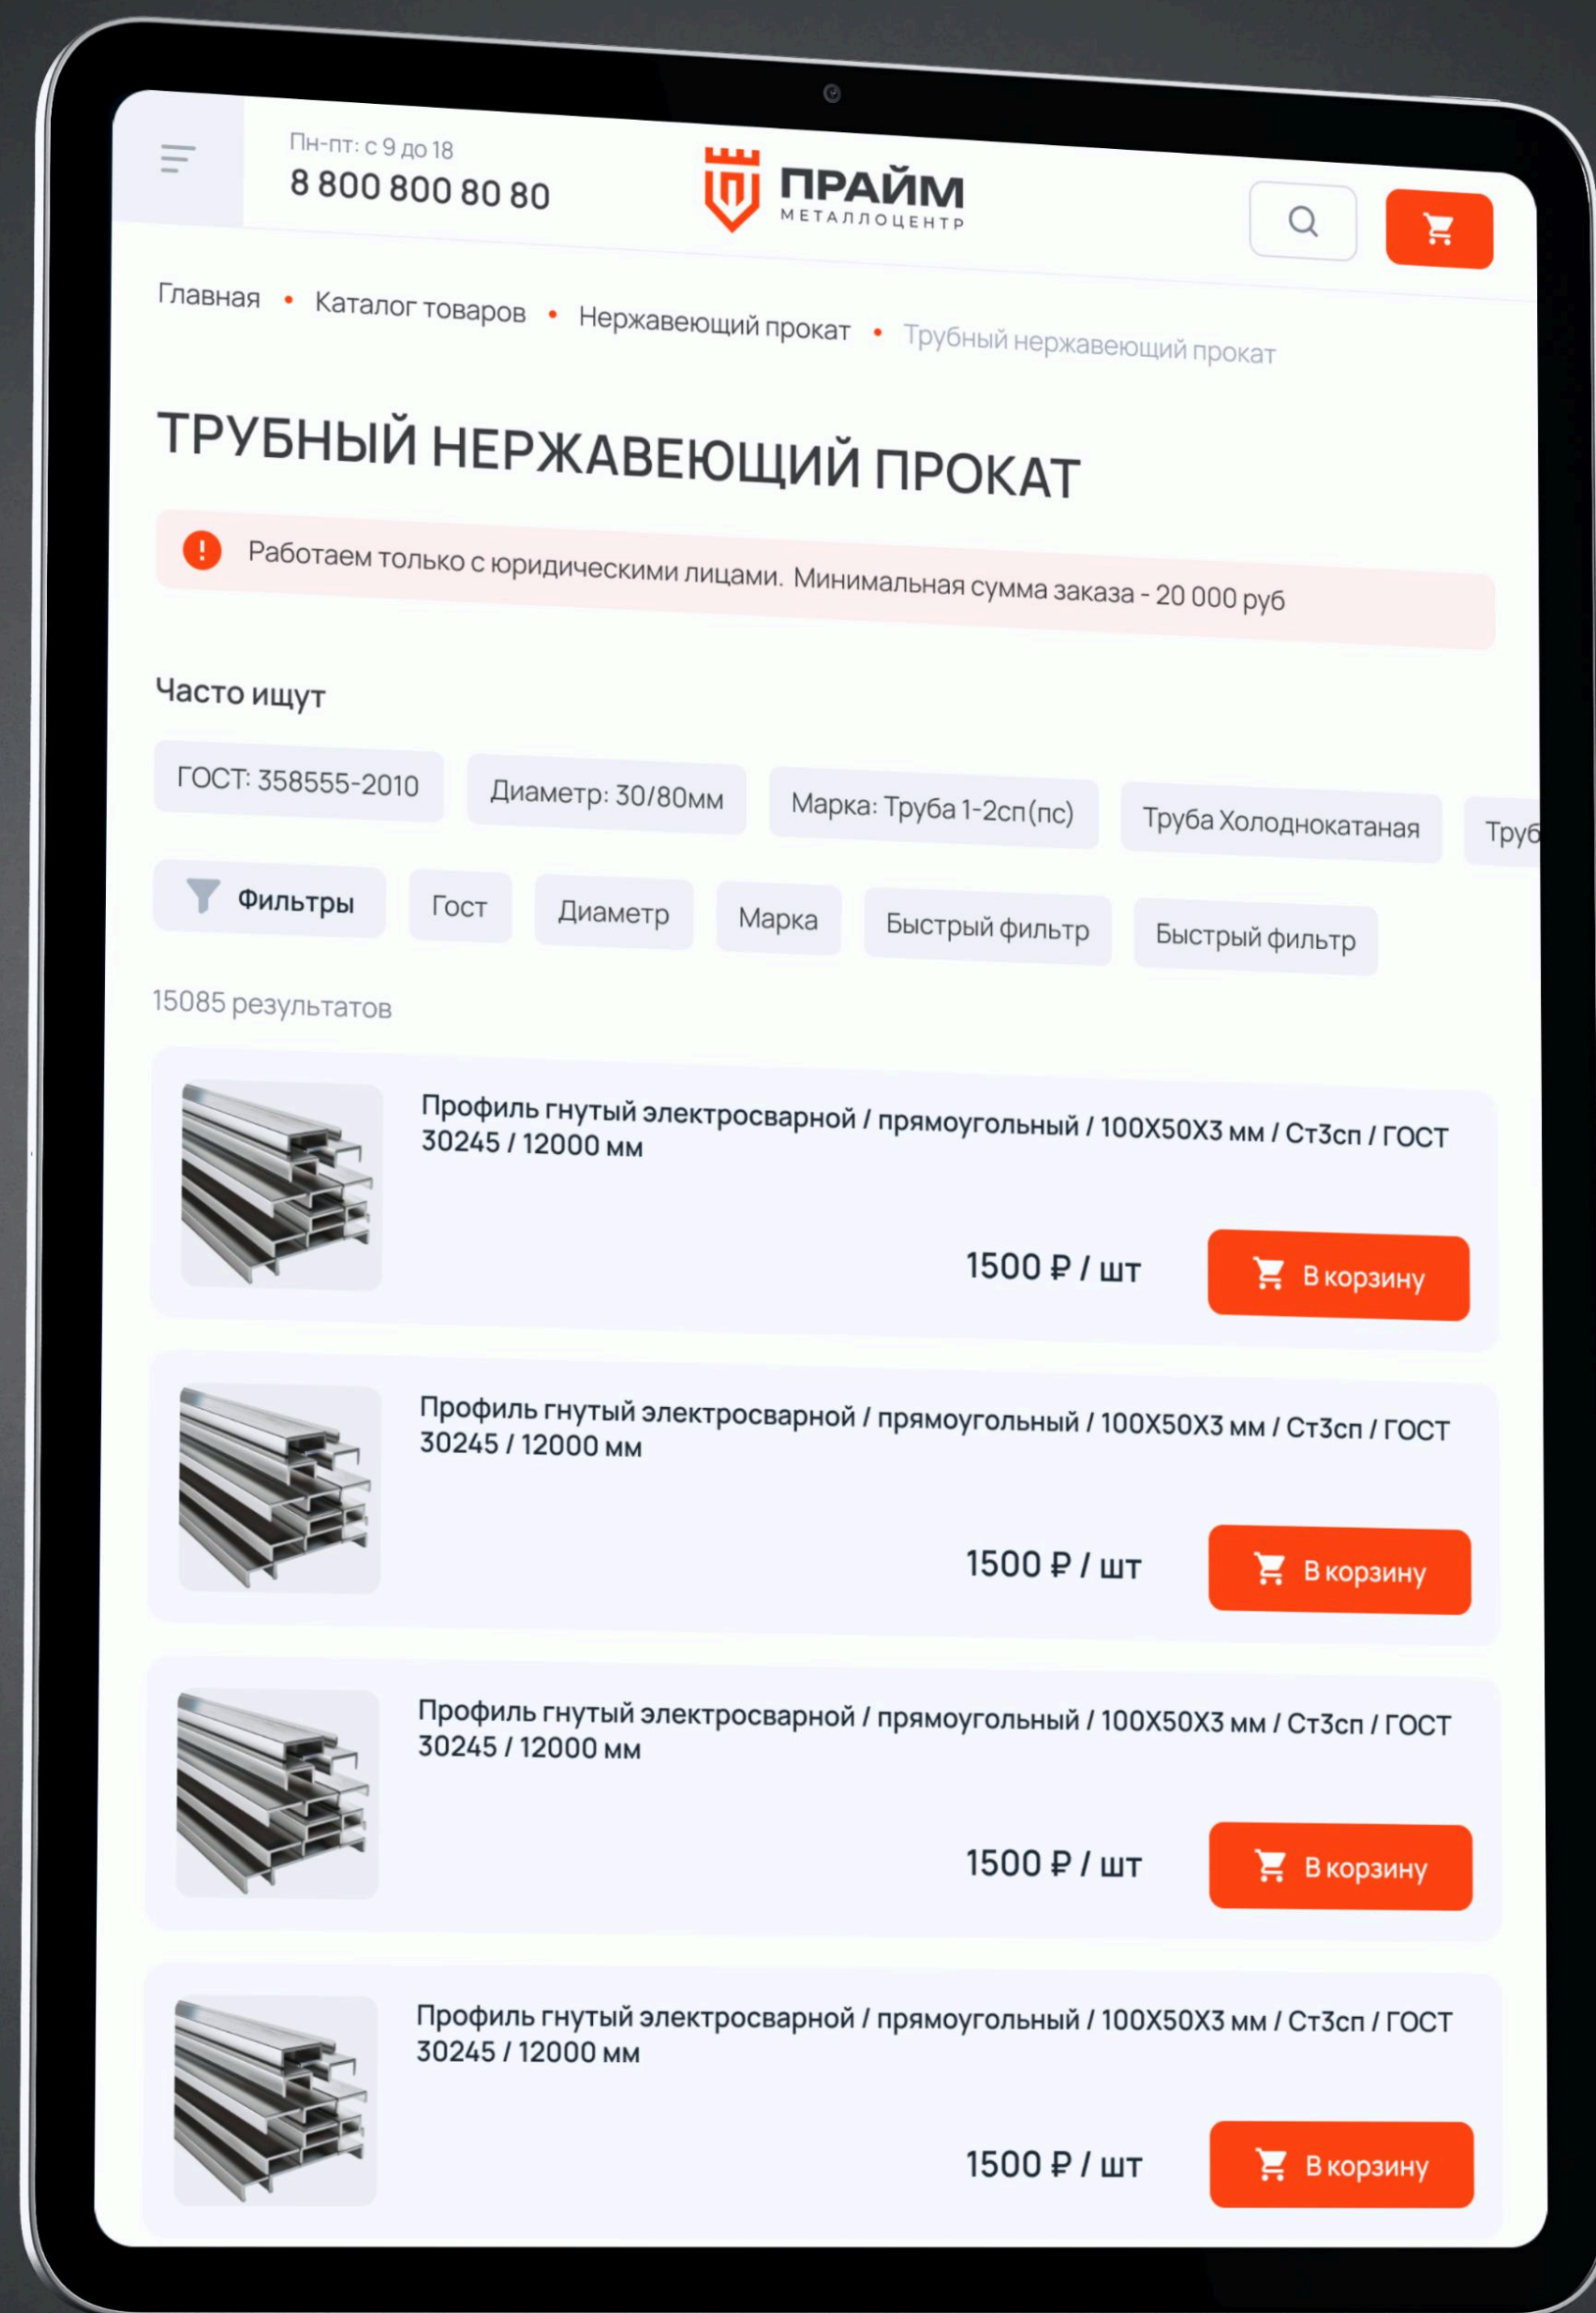 Пн-пт: с 9 до 18
8 800 800 80 80
ПРАЙМ
МЕТАЛЛОЦЕНТР
Главная • Каталог товаров • Нержавеющий прокат • Трубный нержавеющий прокат
ТРУБНЫЙ НЕРЖАВЕЮЩИЙ ПРОКАТ
Работаем только с юридическими лицами. Минимальная сумма заказа - 20 000 руб
Часто ищут
ГОСТ: 358555-2010 Диаметр: 30/80мм Марка: Труба 1-2сп(пс) Труба Холоднокатаная Труб
Фильтры Гост Диаметр Марка Быстрый фильтр Быстрый фильтр
15085 результатов
Профиль гнутый электросварной / прямоугольный / 100Х50Х3 мм / Ст3сп / ГОСТ
30245 / 12000 мм
1500 ₽ / шт В корзину
Профиль гнутый электросварной / прямоугольный / 100Х50Х3 мм / Ст3сп / ГОСТ
30245 / 12000 мм
1500 ₽ / шт В корзину
Профиль гнутый электросварной / прямоугольный / 100Х50Х3 мм / Ст3сп / ГОСТ
30245 / 12000 мм
1500 ₽ / шт В корзину
Профиль гнутый электросварной / прямоугольный / 100Х50Х3 мм / Ст3сп / ГОСТ
30245 / 12000 мм
1500 ₽ / шт В корзину